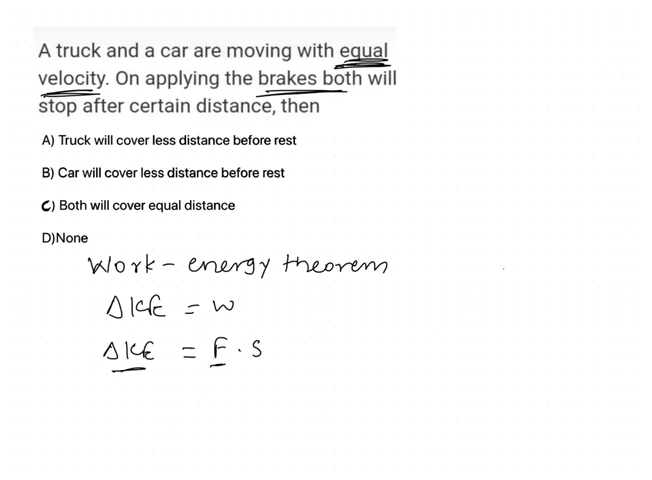 A truck and a car are moving with equal
velocity. On applying the brakes both will
stop after certain distance, then
A) Truck will cover less distance before rest
B) Car will cover less distance before rest
C) Both will cover equal distance
D)None
Work - energy theorem
ΔKE = W
ΔKE = F . S